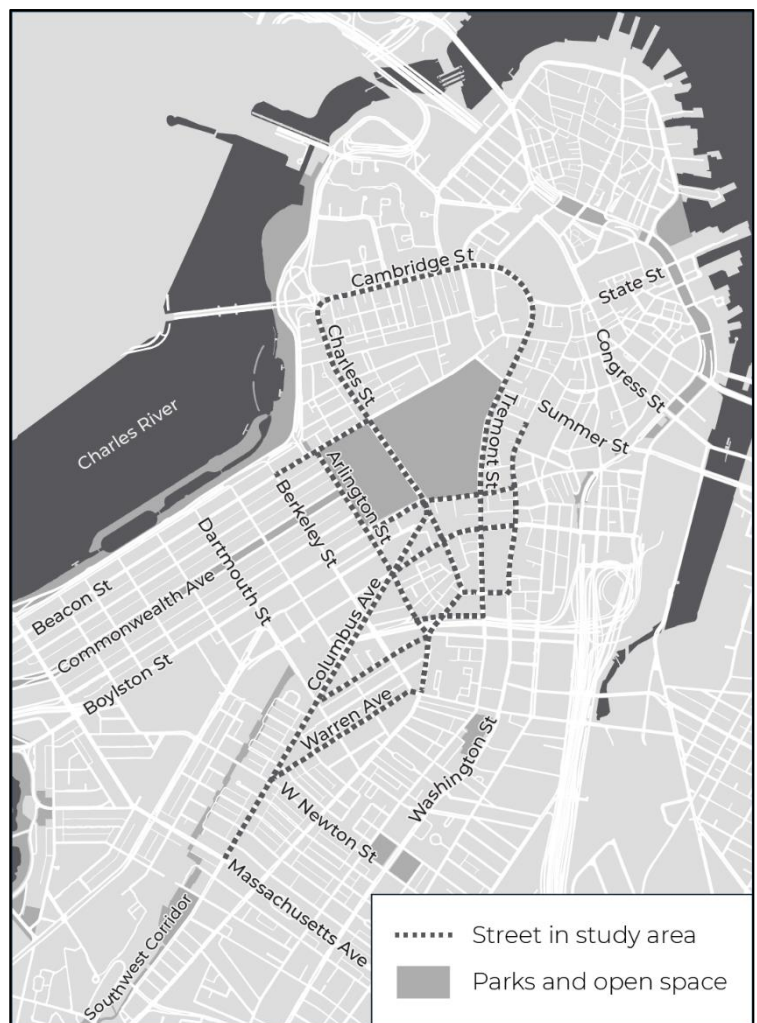 Cambridge St
State St
Charles St
Congress St
Tremont St
Summer St
Charles River
Arlington St
Berkeley St
Dartmouth St
Beacon St
Commonwealth Ave
Columbus Ave
Boylston St
Warren Ave
Washington St
W Newton St
Massachusetts Ave
Southwest Corridor
Street in study area
Parks and open space